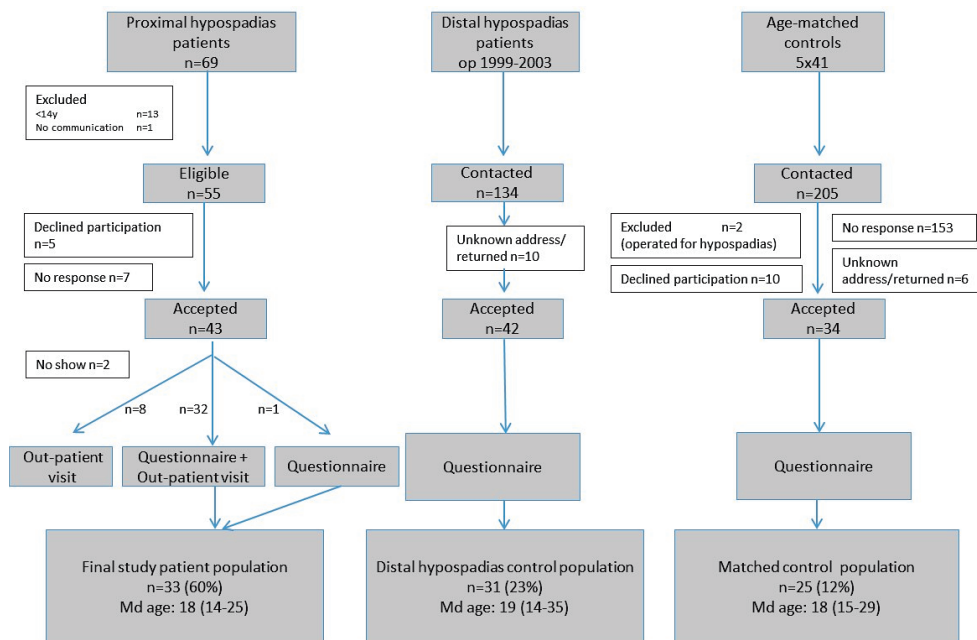 Proximal hypospadias
patients
n=69
Excluded
<14y n=13
No communication n=1
Eligible
n=55
Declined participation
n=5
No response n=7
Accepted
n=43
No show n=2
n=8 n=32 n=1
Out-patient
visit
Questionnaire +
Out-patient visit
Questionnaire
Final study patient population
n=33 (60%)
Md age: 18 (14-25)
Distal hypospadias
patients
op 1999-2003
Contacted
n=134
Unknown address/
returned n=10
Accepted
n=42
Questionnaire
Distal hypospadias control population
n=31 (23%)
Md age: 19 (14-35)
Age-matched
controls
5x41
Contacted
n=205
Excluded n=2
(operated for hypospadias)
Declined participation n=10
No response n=153
Unknown
address/returned n=6
Accepted
n=34
Questionnaire
Matched control population
n=25 (12%)
Md age: 18 (15-29)